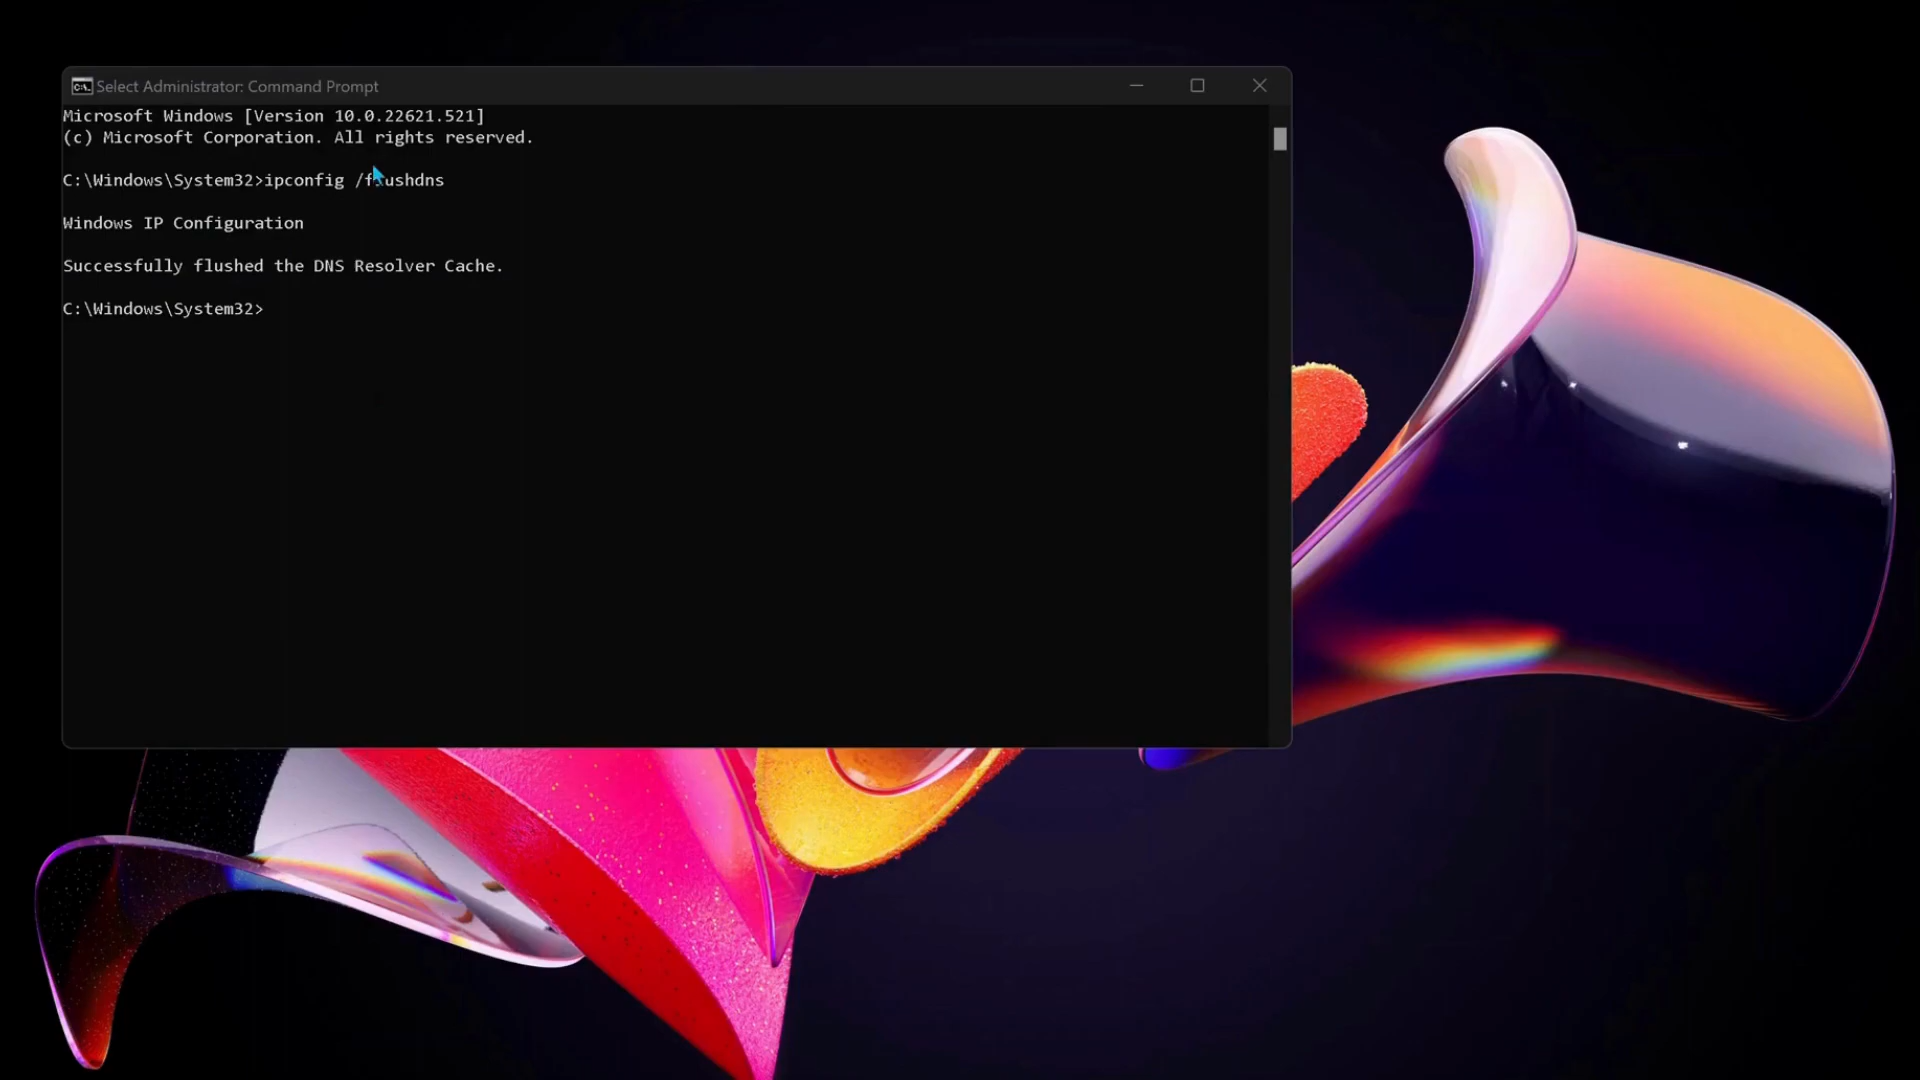 Select Administrator: Command Prompt
Microsoft Windows [Version 10.0.22621.521]
(c) Microsoft Corporation. All rights reserved.
C:\Windows\System32>ipconfig /flushdns
Windows IP Configuration
Successfully flushed the DNS Resolver Cache.
C:\Windows\System32>